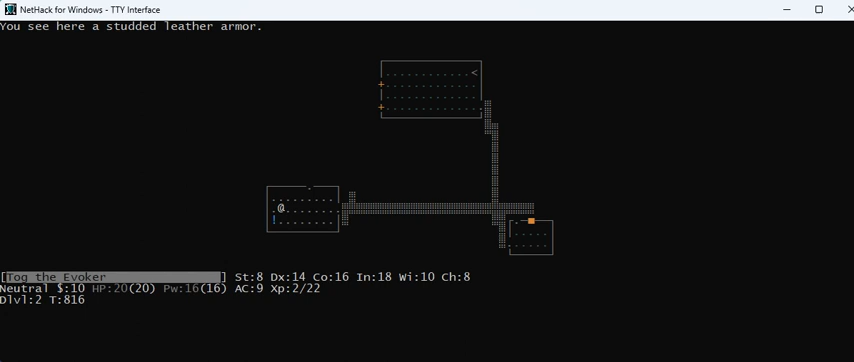 NetHack for Windows - TTY Interface
You see here a studded leather armor.
[Tog the Evoker] St:8 Dx:14 Co:16 In:18 Wi:10 Ch:8
Neutral $:10 HP:20(20) Pw:16(16) AC:9 Xp:2/22
Dlvl:2 T:816